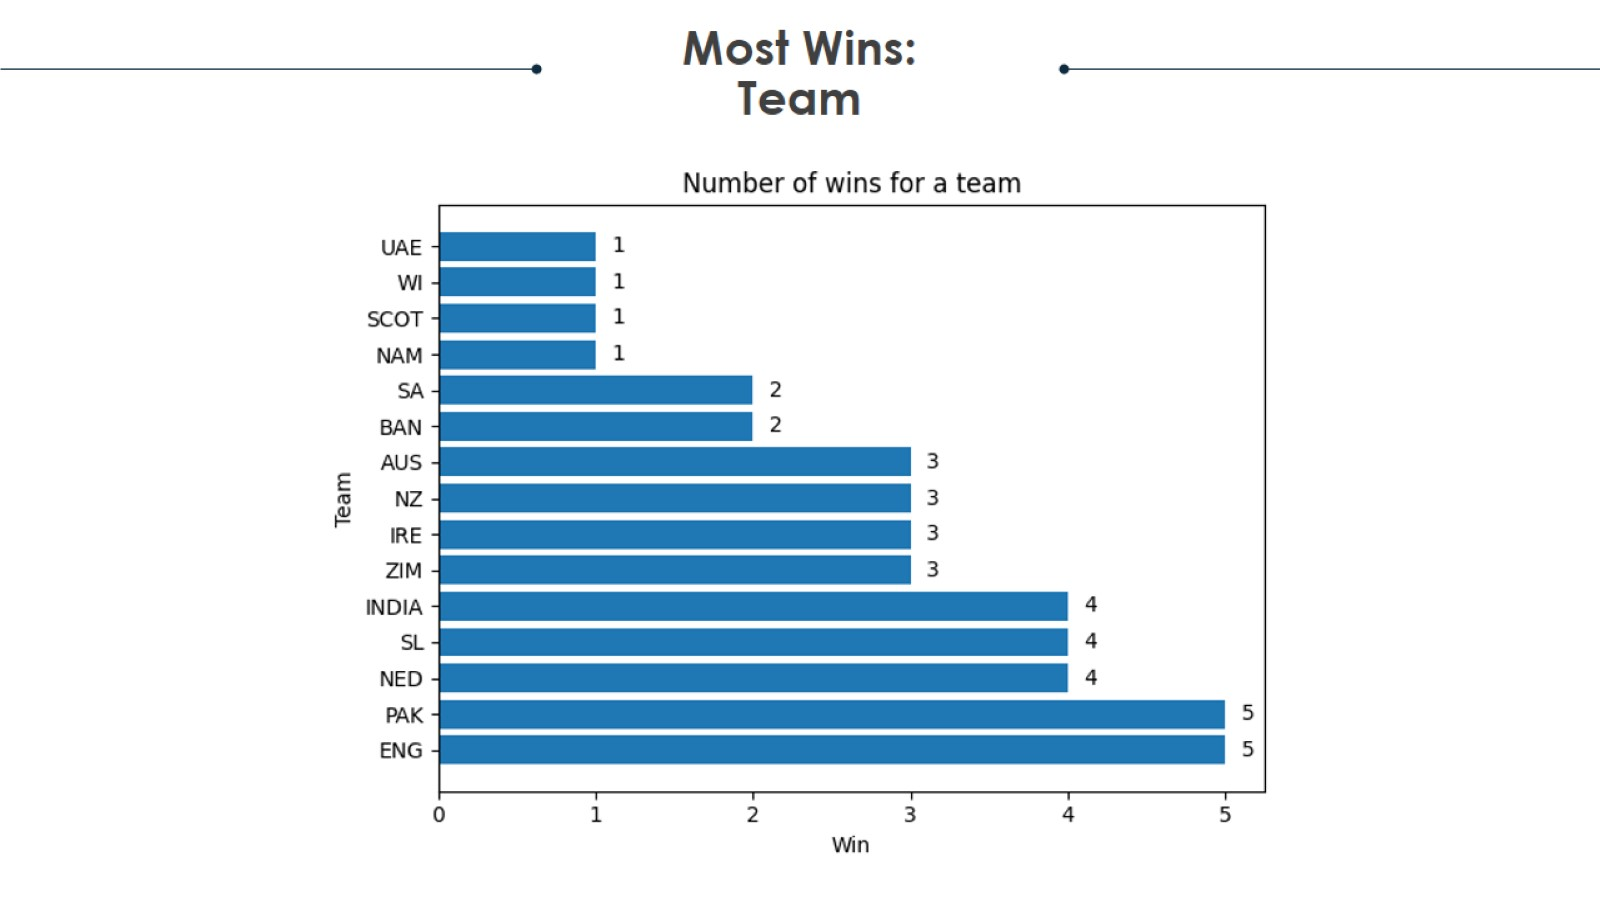 Most Wins:
Team
Number of wins for a team
UAE 1
WI 1
SCOT 1
NAM 1
SA 2
BAN 2
AUS 3
NZ 3
IRE 3
ZIM 3
INDIA 4
SL 4
NED 4
PAK 5
ENG 5
Team
0 1 2 3 4 5
Win